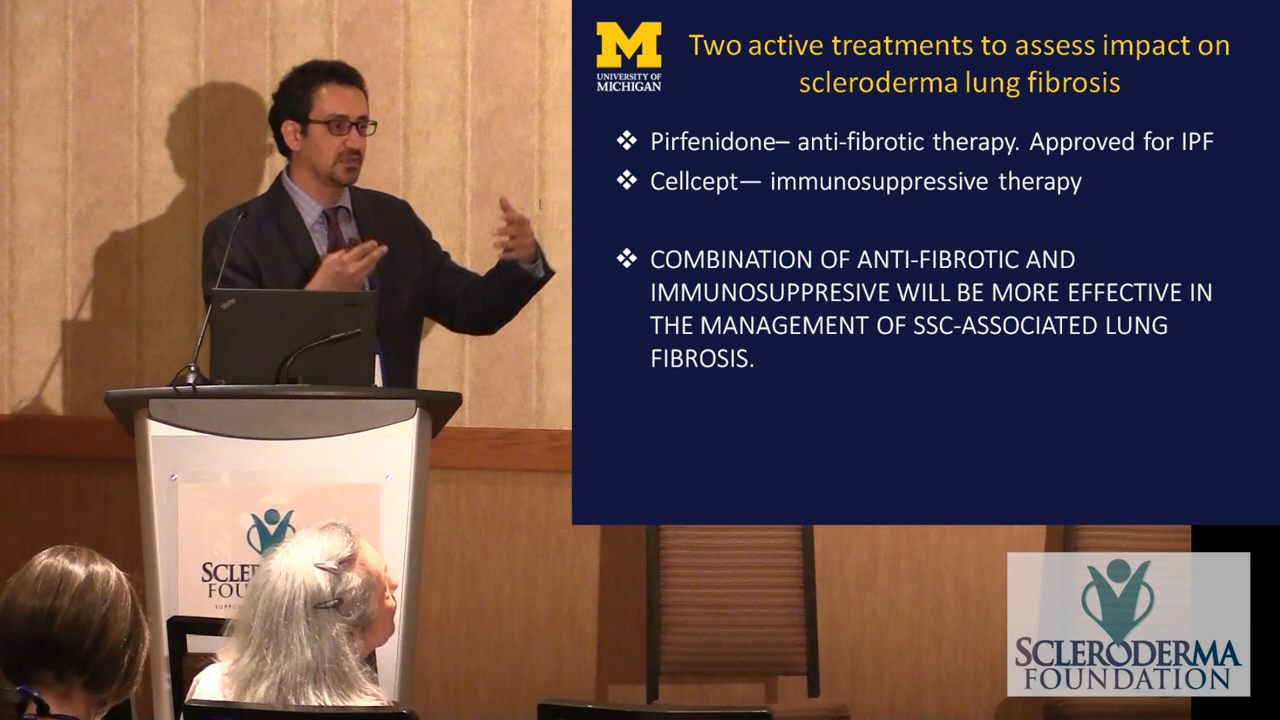 M
UNIVERSITY OF
MICHIGAN
Two active treatments to assess impact on
scleroderma lung fibrosis
❖ Pirfenidone– anti-fibrotic therapy. Approved for IPF
❖ Cellcept— immunosuppressive therapy
❖ COMBINATION OF ANTI-FIBROTIC AND
IMMUNOSUPPRESIVE WILL BE MORE EFFECTIVE IN
THE MANAGEMENT OF SSC-ASSOCIATED LUNG
FIBROSIS.
ThinkPad
SCLERODERMA
FOUNDATION